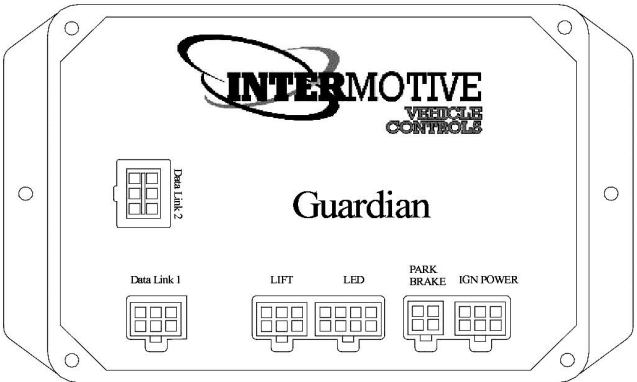 INTERMOTIVE
VEHICLE
CONTROLS
Data Link 2
Guardian
Data Link 1
LIFT
LED
PARK
BRAKE
IGN POWER